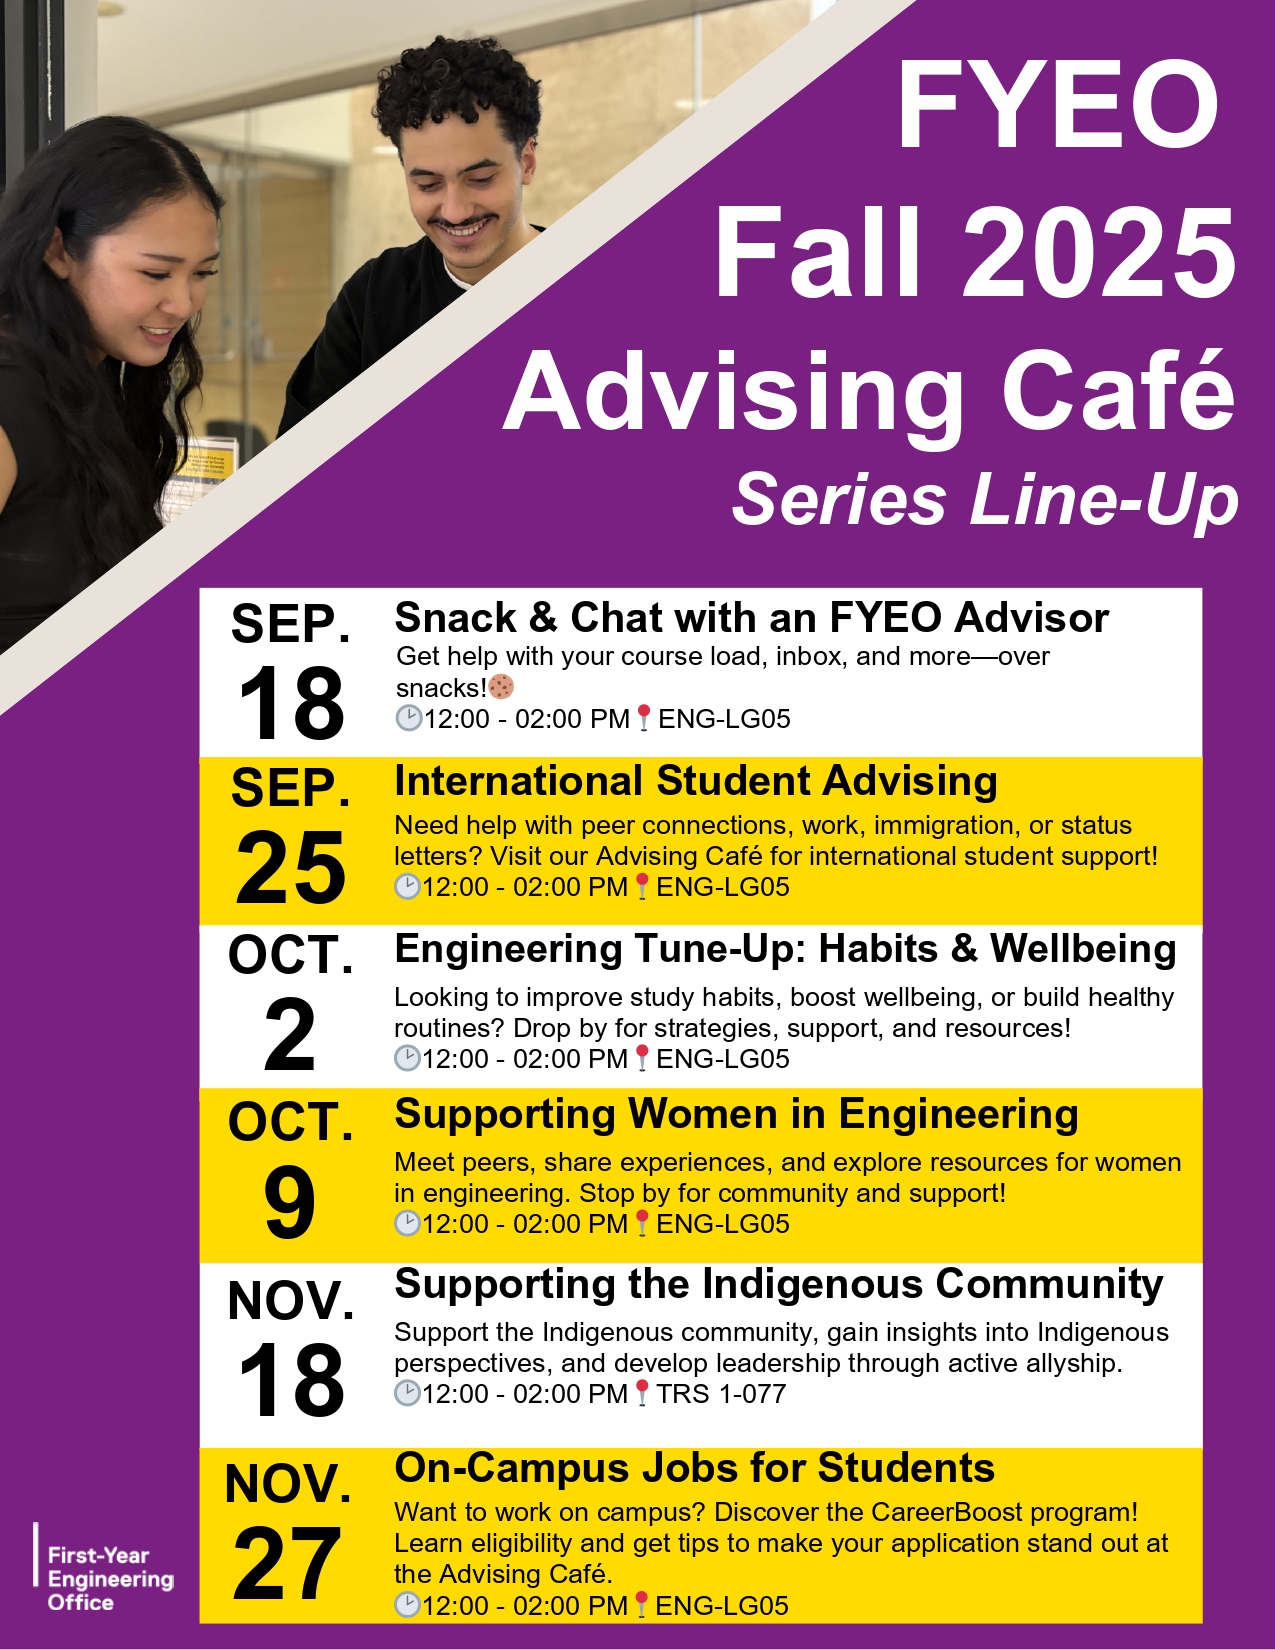 FYEO
Fall 2025
Advising Café
Series Line-Up
SEP.
18
Snack & Chat with an FYEO Advisor
Get help with your course load, inbox, and more—over
snacks!🍪
🕑12:00 - 02:00 PM📍ENG-LG05
SEP.
25
International Student Advising
Need help with peer connections, work, immigration, or status
letters? Visit our Advising Café for international student support!
🕑12:00 - 02:00 PM📍ENG-LG05
OCT.
2
Engineering Tune-Up: Habits & Wellbeing
Looking to improve study habits, boost wellbeing, or build healthy
routines? Drop by for strategies, support, and resources!
🕑12:00 - 02:00 PM📍ENG-LG05
OCT.
9
Supporting Women in Engineering
Meet peers, share experiences, and explore resources for women
in engineering. Stop by for community and support!
🕑12:00 - 02:00 PM📍ENG-LG05
NOV.
18
Supporting the Indigenous Community
Support the Indigenous community, gain insights into Indigenous
perspectives, and develop leadership through active allyship.
🕑12:00 - 02:00 PM📍TRS 1-077
NOV.
27
On-Campus Jobs for Students
Want to work on campus? Discover the CareerBoost program!
Learn eligibility and get tips to make your application stand out at
the Advising Café.
🕑12:00 - 02:00 PM📍ENG-LG05
First-Year
Engineering
Office